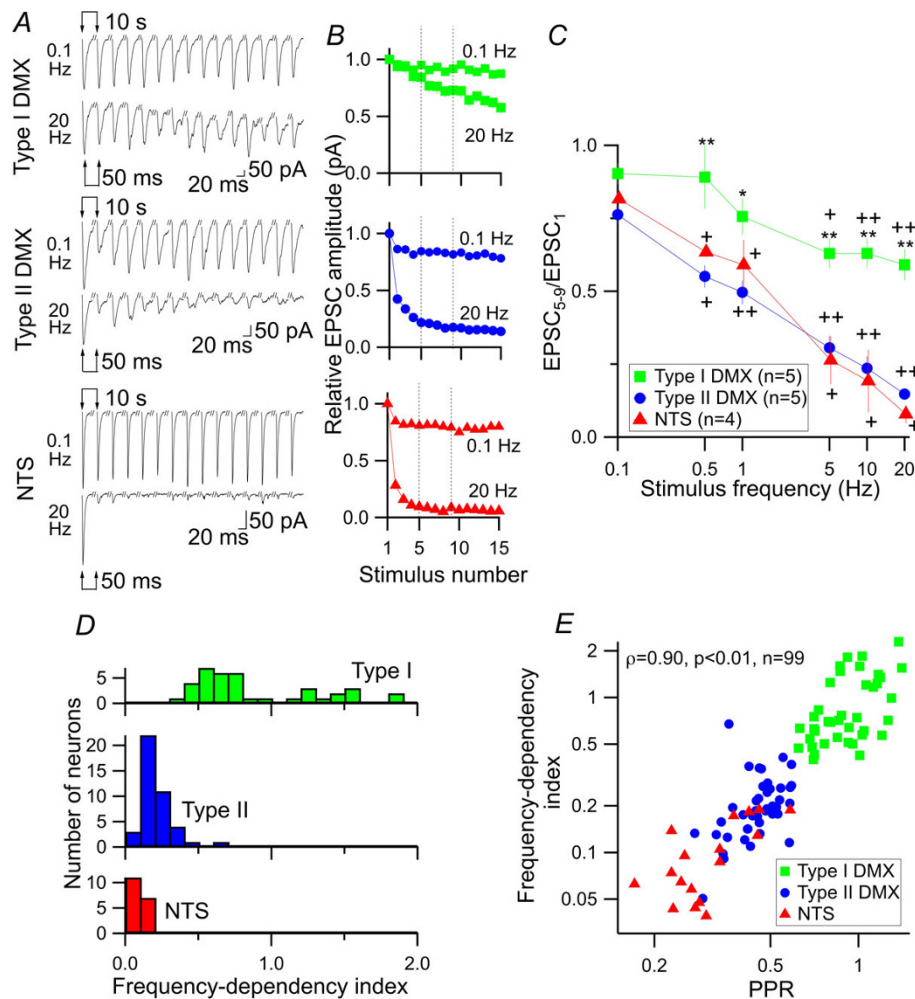 A
10 s
0.1
Hz
20
Hz
Type I DMX
50 ms
20 ms
50 pA
10 s
0.1
Hz
20
Hz
Type II DMX
50 ms
20 ms
50 pA
10 s
0.1
Hz
20
Hz
NTS
50 ms
20 ms
50 pA
B
1.0
0.5
0.0
0.1 Hz
20 Hz
1.0
0.5
0.0
0.1 Hz
20 Hz
1.0
0.5
0.0
0.1 Hz
20 Hz
1 5 10 15
Relative EPSC amplitude (pA)
Stimulus number
C
1.0
0.5
0.0
EPSC5-9/EPSC1
**
*
+
**
++
**
++
**
+
+
+
++
++
+
++
+
++
+
Type I DMX (n=5)
Type II DMX (n=5)
NTS (n=4)
0.1 0.5 1 5 10 20
Stimulus frequency (Hz)
D
10
5
0
Type I
20
15
10
5
0
Type II
10
5
0
NTS
Number of neurons
0.0 1.0 2.0
Frequency-dependency index
E
ρ=0.90, p<0.01, n=99
2
1
0.5
0.2
0.1
0.05
Frequency-dependency
index
Type I DMX
Type II DMX
NTS
0.2 0.5 1
PPR